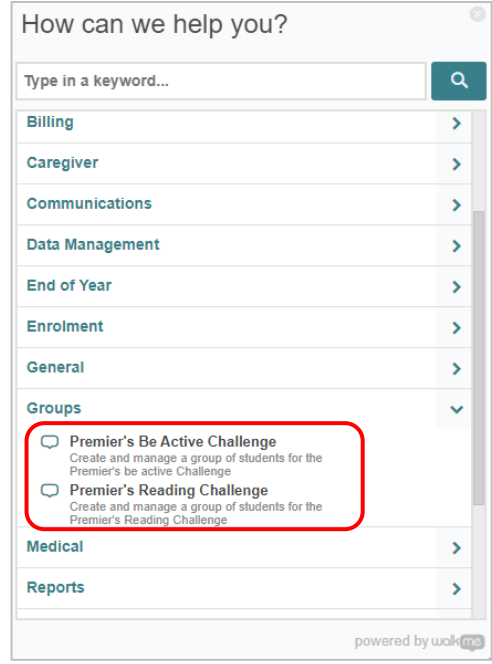 How can we help you?
Type in a keyword...
Billing
Caregiver
Communications
Data Management
End of Year
Enrolment
General
Groups
Premier's Be Active Challenge
Create and manage a group of students for the
Premier's be active Challenge
Premier's Reading Challenge
Create and manage a group of students for the
Premier's Reading Challenge
Medical
Reports
powered by walkme